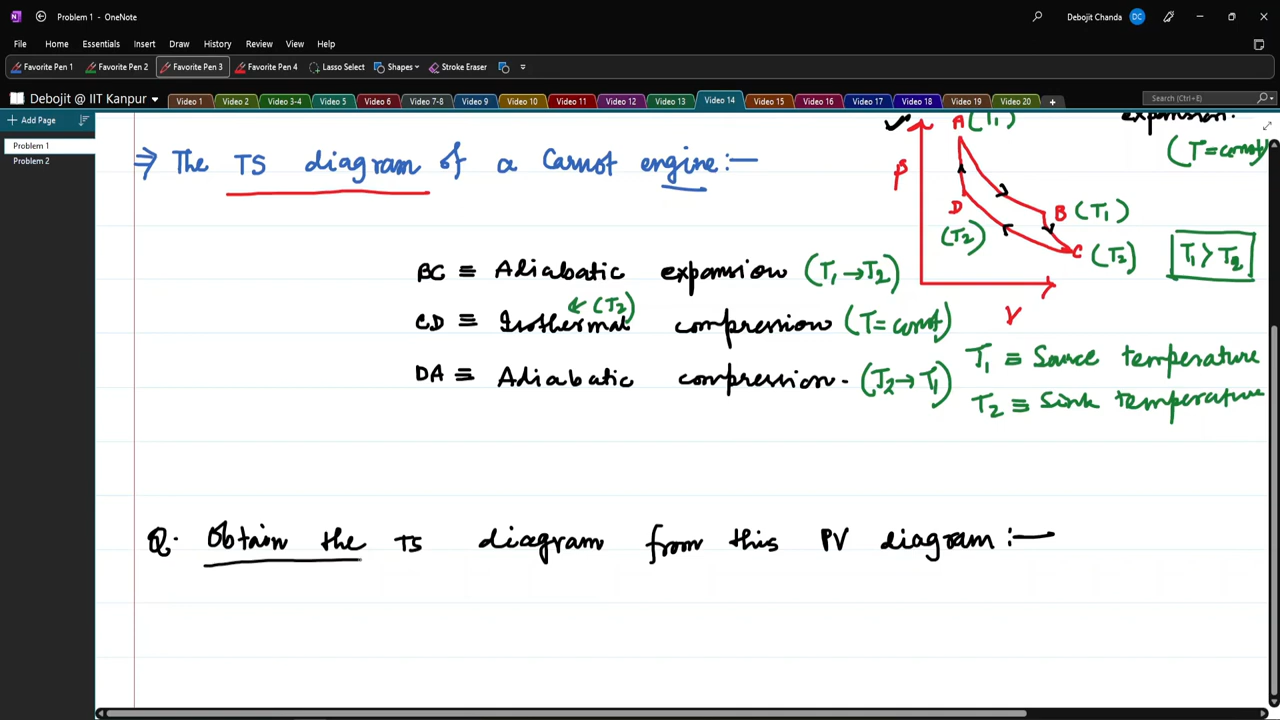 Problem 1 - OneNote
Debojit Chanda DC
File Home Essentials Insert Draw History Review View Help
Favorite Pen 1 Favorite Pen 2 Favorite Pen 3 Favorite Pen 4 Lasso Select Shapes Stroke Eraser
Debojit @ IIT Kanpur Video 1 Video 2 Video 3-4 Video 5 Video 6 Video 7-8 Video 9 Video 10 Video 11 Video 12 Video 13 Video 14 Video 15 Video 16 Video 17 Video 18 Video 19 Video 20 + Search (Ctrl+E)
+ Add Page
Problem 1
Problem 2
⇒ The TS diagram of a Carnot engine:—
A (T₁) expansion.
(T=const)
P
D B (T₁)
(T₂) C (T₂) T₁ > T₂
V
BC ≡ Adiabatic expansion (T₁→T₂)
← (T₂)
CD ≡ Isothermal compression (T=const)
T₁ ≡ Source temperature
DA ≡ Adiabatic compression. (T₂→T₁)
T₂ ≡ Sink temperature
Q. Obtain the TS diagram from this PV diagram:—